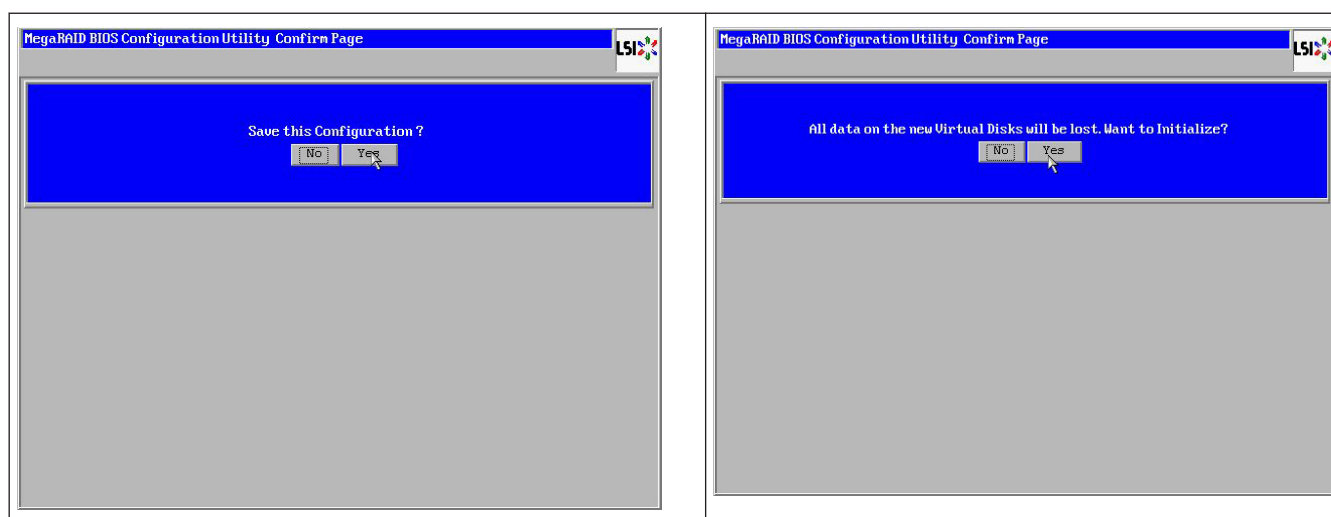 MegaRAID BIOS Configuration Utility Confirm Page
LSI
Save this Configuration ?
No Yes
MegaRAID BIOS Configuration Utility Confirm Page
LSI
All data on the new Virtual Disks will be lost. Want to Initialize?
No Yes